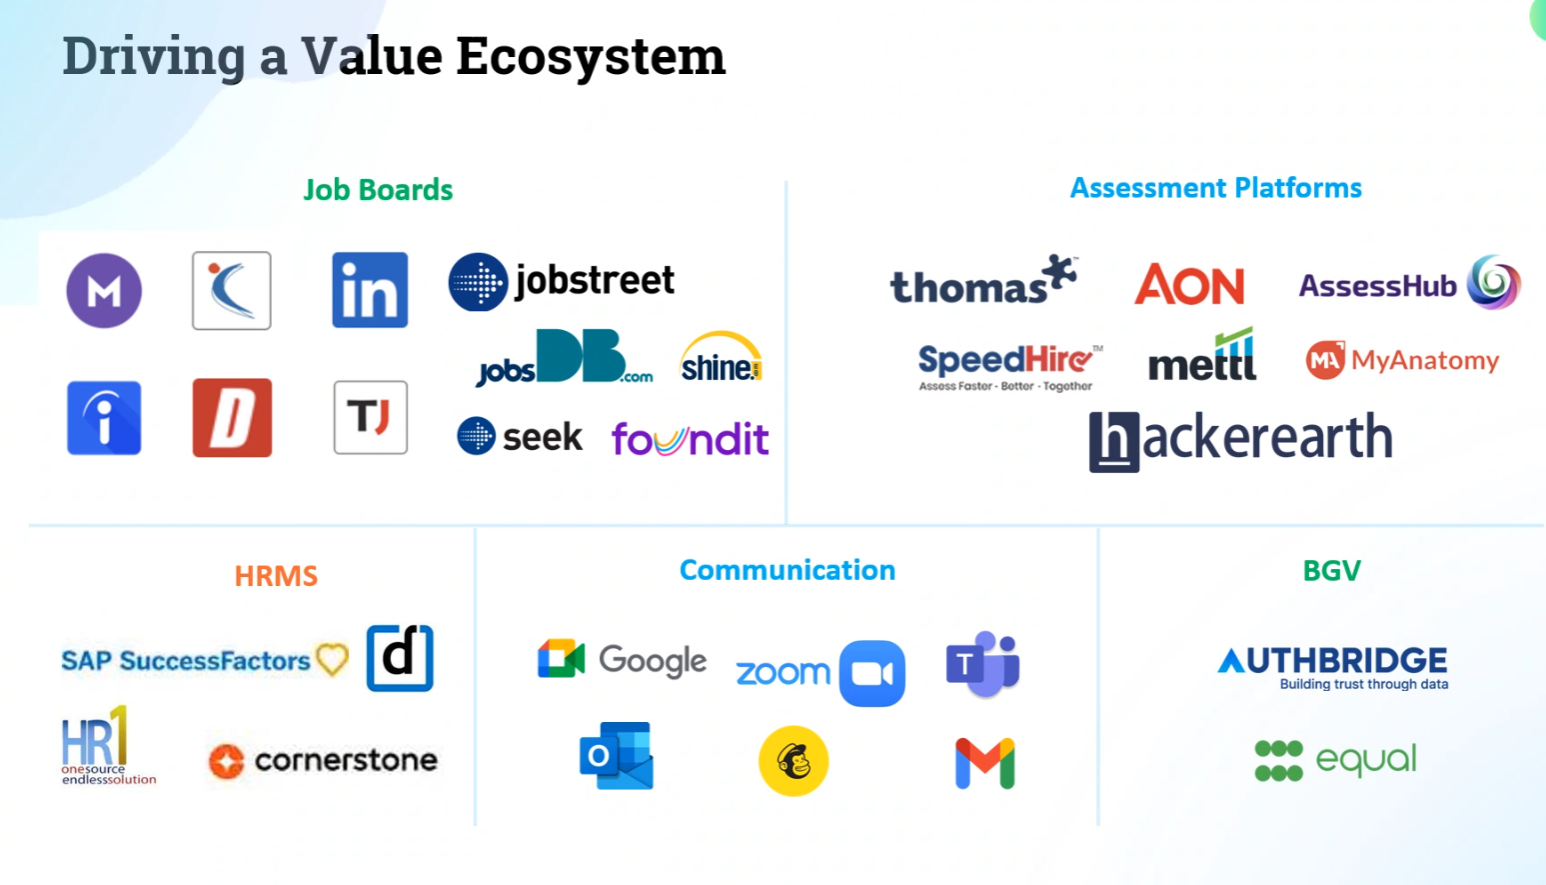 Driving a Value Ecosystem
Job Boards
M
in
jobstreet
jobsDB.com
shine.com
i
D
TJ
seek
foundit
Assessment Platforms
thomas™
AON
AssessHub
SpeedHire™
Assess Faster - Better - Together
mettl
MA MyAnatomy
hackerearth
HRMS
SAP SuccessFactors
d
HR1
onesource
endlesssolution
cornerstone
Communication
Google
zoom
T
O
BGV
AUTHBRIDGE
Building trust through data
equal